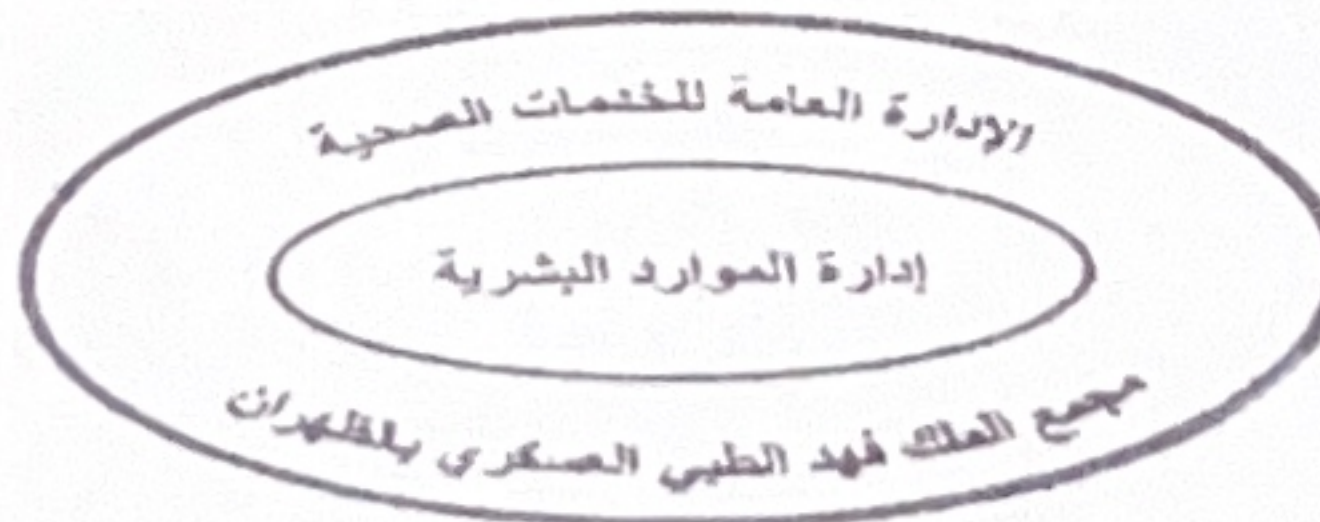 الإدارة العامة للخدمات الصحية
إدارة الموارد البشرية
مجمع الملك فهد الطبي العسكري بالظهران